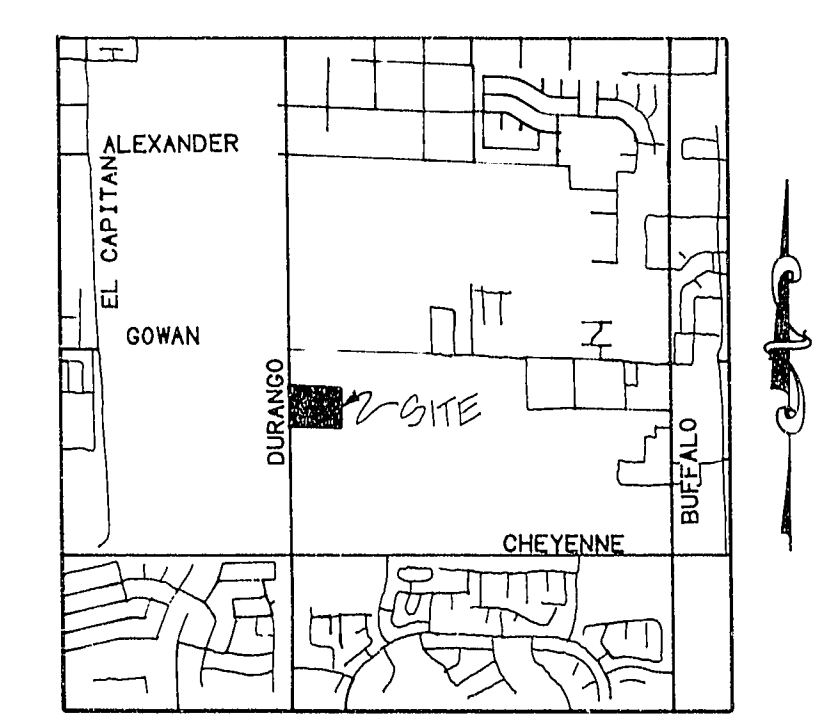 ALEXANDER
EL CAPITAN
GOWAN
DURANGO
SITE
BUFFALO
CHEYENNE